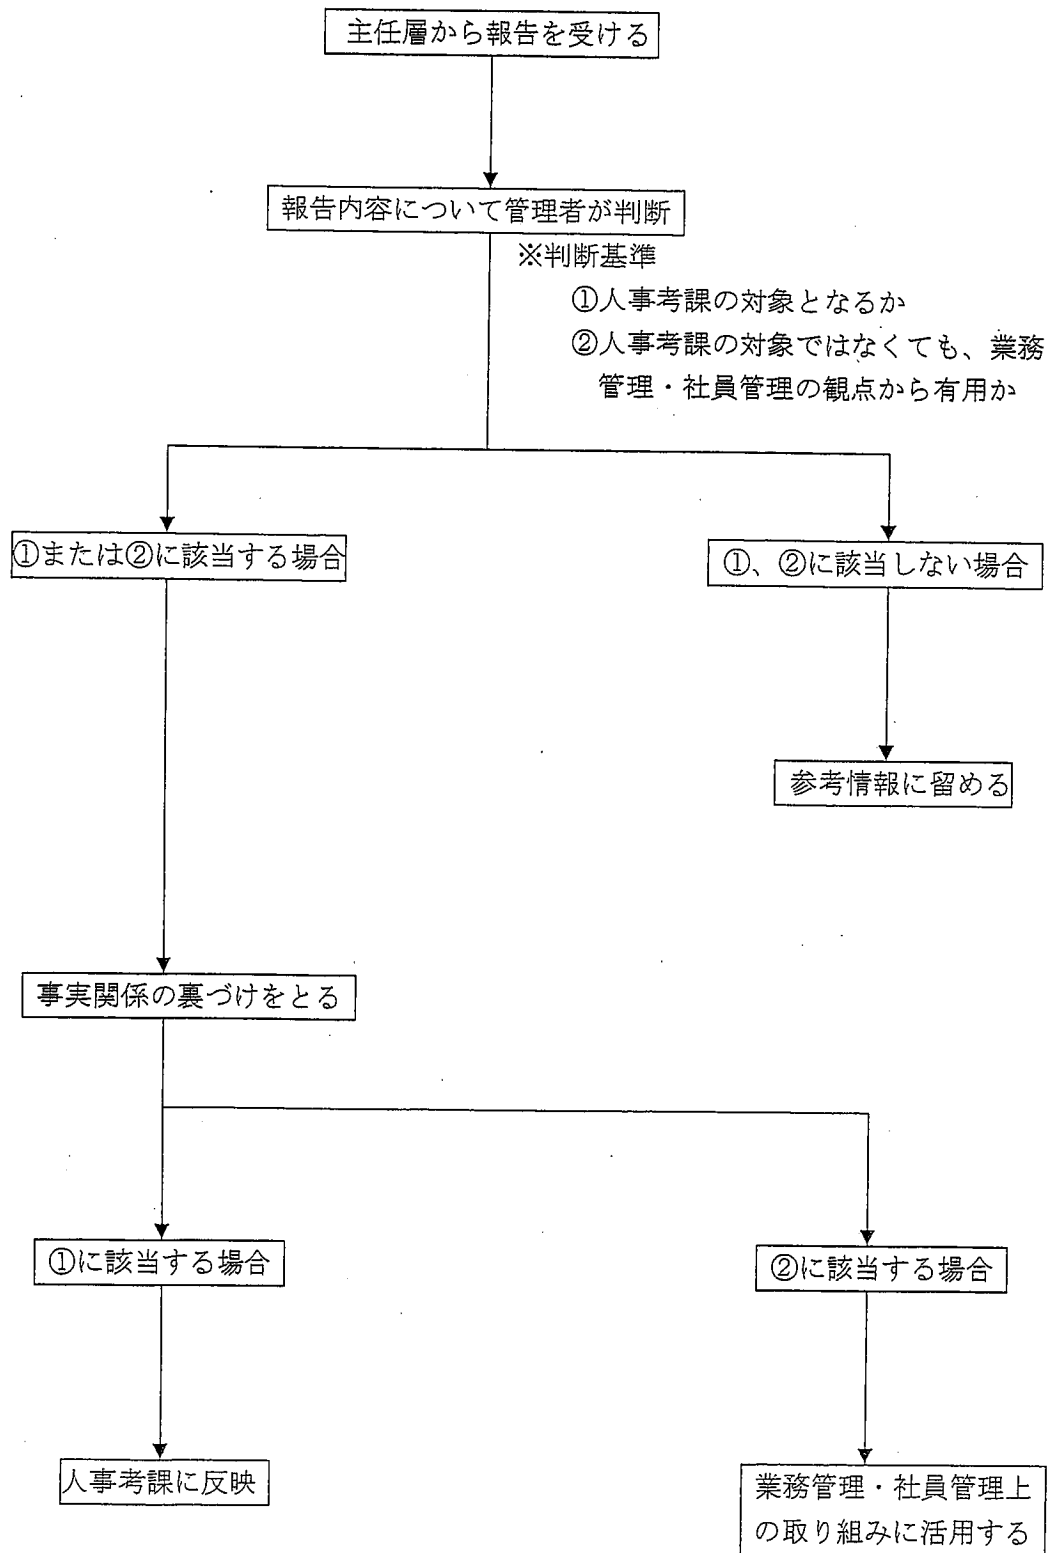 主任層から報告を受ける
報告内容について管理者が判断
※判断基準
①人事考課の対象となるか
②人事考課の対象ではなくても、業務
管理・社員管理の観点から有用か
①または②に該当する場合
①、②に該当しない場合
参考情報に留める
事実関係の裏づけをとる
①に該当する場合
②に該当する場合
人事考課に反映
業務管理・社員管理上
の取り組みに活用する